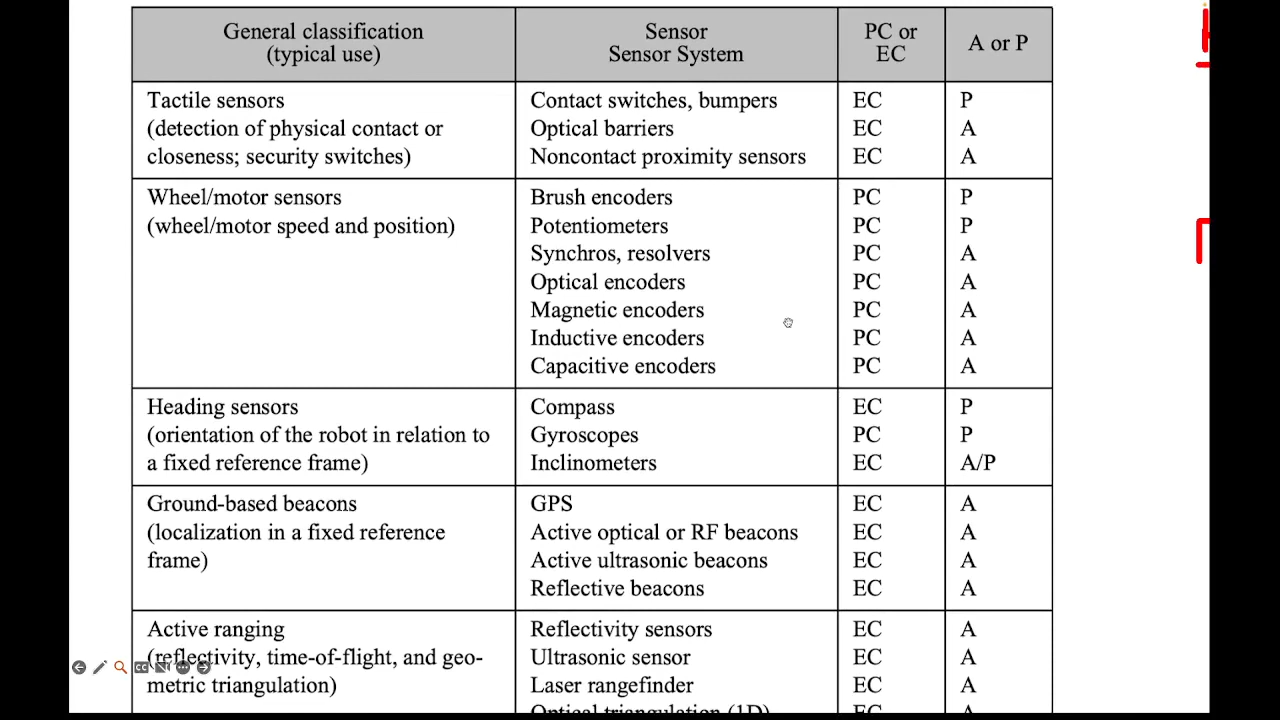 General classification
(typical use)
Sensor
Sensor System
PC or
EC
A or P
Tactile sensors
(detection of physical contact or
closeness; security switches)
Contact switches, bumpers EC P
Optical barriers EC A
Noncontact proximity sensors EC A
Wheel/motor sensors
(wheel/motor speed and position)
Brush encoders PC P
Potentiometers PC P
Synchros, resolvers PC A
Optical encoders PC A
Magnetic encoders PC A
Inductive encoders PC A
Capacitive encoders PC A
Heading sensors
(orientation of the robot in relation to
a fixed reference frame)
Compass EC P
Gyroscopes PC P
Inclinometers EC A/P
Ground-based beacons
(localization in a fixed reference
frame)
GPS EC A
Active optical or RF beacons EC A
Active ultrasonic beacons EC A
Reflective beacons EC A
Active ranging
(reflectivity, time-of-flight, and geo-
metric triangulation)
Reflectivity sensors EC A
Ultrasonic sensor EC A
Laser rangefinder EC A
Optical triangulation (1D) EC A